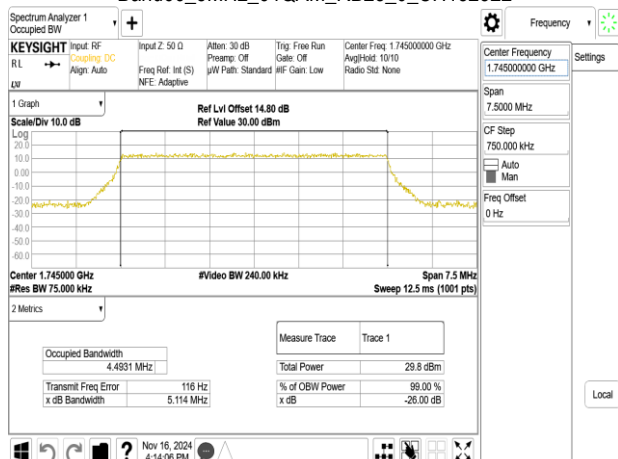 Spectrum Analyzer 1
Occupied BW
+
Frequency
KEYSIGHT
RL
LXI
Input: RF
Coupling: DC
Align: Auto
Input Z: 50 Ω
Freq Ref: Int (S)
NFE: Adaptive
Atten: 30 dB
Preamp: Off
µW Path: Standard
Trig: Free Run
Gate: Off
#IF Gain: Low
Center Freq: 1.745000000 GHz
Avg|Hold: 10/10
Radio Std: None
Center Frequency
1.745000000 GHz
Settings
Span
7.5000 MHz
CF Step
750.000 kHz
Auto
Man
Freq Offset
0 Hz
Local
1 Graph
Scale/Div 10.0 dB
Ref Lvl Offset 14.80 dB
Ref Value 30.00 dBm
Log
20.0
10.0
0.00
-10.0
-20.0
-30.0
-40.0
-50.0
-60.0
Center 1.745000 GHz
#Video BW 240.00 kHz
Span 7.5 MHz
#Res BW 75.000 kHz
Sweep 12.5 ms (1001 pts)
2 Metrics
Measure Trace Trace 1
Occupied Bandwidth
4.4931 MHz
Total Power 29.8 dBm
Transmit Freq Error 116 Hz
% of OBW Power 99.00 %
x dB Bandwidth 5.114 MHz
x dB -26.00 dB
?
Nov 16, 2024
4:14:06 PM